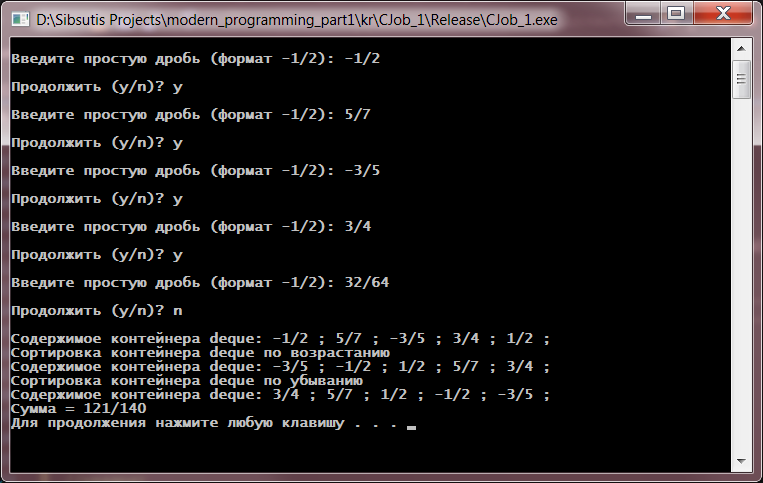 D:\Sibsutis Projects\modern_programming_part1\kr\CJob_1\Release\CJob_1.exe
Введите простую дробь (формат -1/2): -1/2
Продолжить (y/n)? y
Введите простую дробь (формат -1/2): 5/7
Продолжить (y/n)? y
Введите простую дробь (формат -1/2): -3/5
Продолжить (y/n)? y
Введите простую дробь (формат -1/2): 3/4
Продолжить (y/n)? y
Введите простую дробь (формат -1/2): 32/64
Продолжить (y/n)? n
Содержимое контейнера deque: -1/2 ; 5/7 ; -3/5 ; 3/4 ; 1/2 ;
Сортировка контейнера deque по возрастанию
Содержимое контейнера deque: -3/5 ; -1/2 ; 1/2 ; 5/7 ; 3/4 ;
Сортировка контейнера deque по убыванию
Содержимое контейнера deque: 3/4 ; 5/7 ; 1/2 ; -1/2 ; -3/5 ;
Сумма = 121/140
Для продолжения нажмите любую клавишу . . .